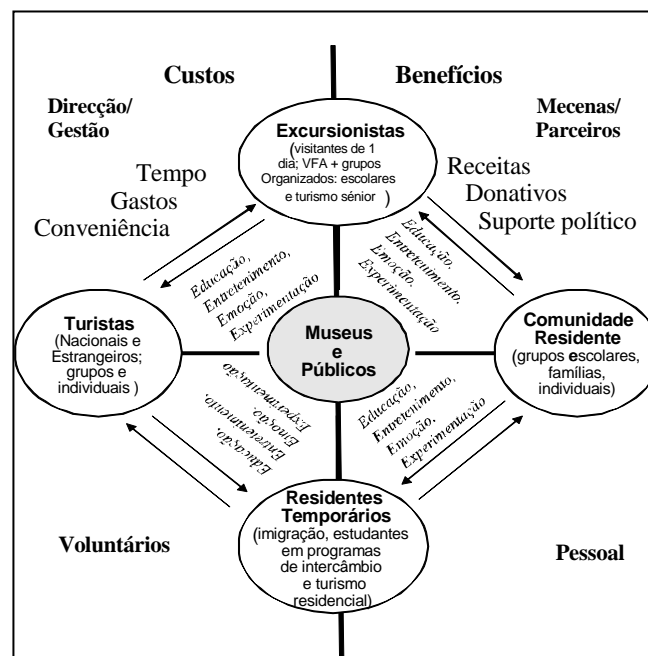 Custos
Benefícios
Direcção/
Gestão
Mecenas/
Parceiros
Excursionistas
(visitantes de 1
dia; VFA + grupos
Organizados: escolares
e turismo sénior )
Tempo
Gastos
Conveniência
Receitas
Donativos
Suporte político
Educação,
Entretenimento,
Emoção,
Experimentação
Educação,
Entretenimento,
Emoção,
Experimentação
Turistas
(Nacionais e
Estrangeiros;
grupos e
individuais )
Museus
e
Públicos
Comunidade
Residente
(grupos escolares,
famílias,
individuais)
Educação,
Entretenimento,
Emoção,
Experimentação
Educação,
Entretenimento,
Emoção,
Experimentação
Residentes
Temporários
(imigração, estudantes
em programas
de intercâmbio
e turismo
residencial)
Voluntários
Pessoal